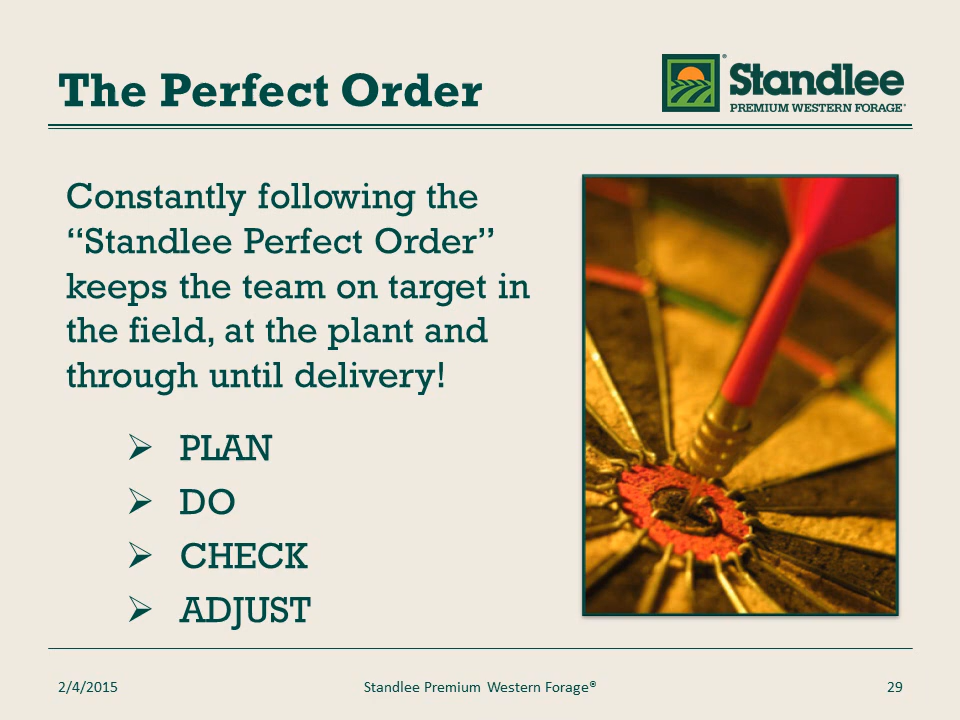 The Perfect Order
Standlee
PREMIUM WESTERN FORAGE®
Constantly following the
“Standlee Perfect Order”
keeps the team on target in
the field, at the plant and
through until delivery!
➢ PLAN
➢ DO
➢ CHECK
➢ ADJUST
2/4/2015 Standlee Premium Western Forage® 29